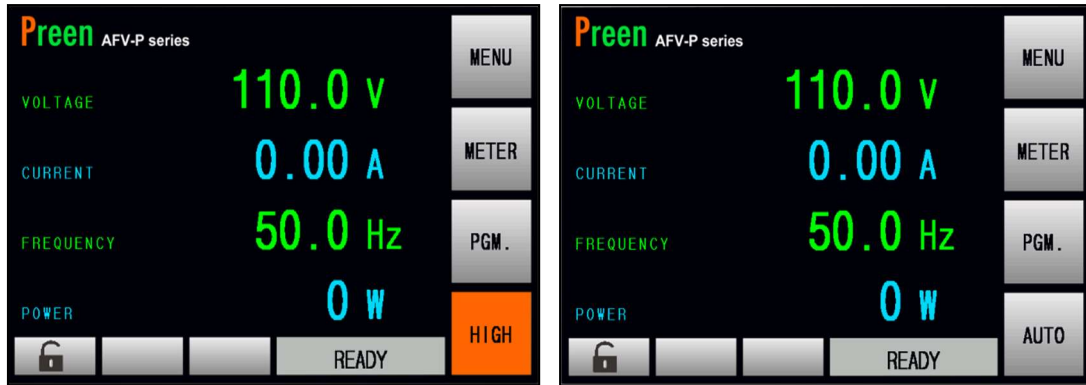 Preen AFV-P series
MENU
VOLTAGE 110.0 V
METER
CURRENT 0.00 A
FREQUENCY 50.0 Hz
PGM.
POWER 0 W
HIGH
READY
Preen AFV-P series
MENU
VOLTAGE 110.0 V
METER
CURRENT 0.00 A
FREQUENCY 50.0 Hz
PGM.
POWER 0 W
AUTO
READY